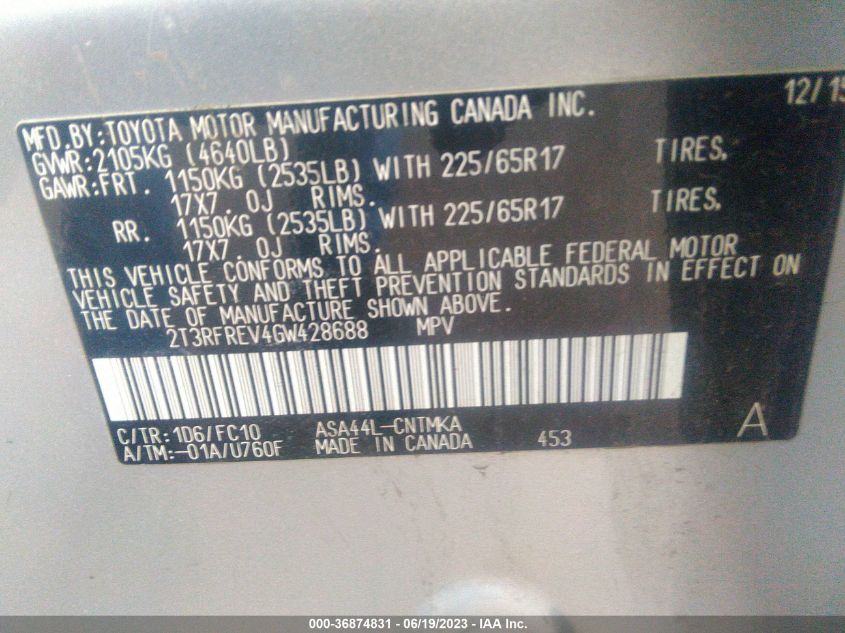 12/15
MFD.BY:TOYOTA MOTOR MANUFACTURING CANADA INC.
GVWR:2105KG (4640LB)
GAWR:FRT. 1150KG (2535LB) WITH 225/65R17 TIRES,
17X7.0J RIMS.
RR. 1150KG (2535LB) WITH 225/65R17 TIRES,
17X7.0J RIMS.
THIS VEHICLE CONFORMS TO ALL APPLICABLE FEDERAL MOTOR
VEHICLE SAFETY AND THEFT PREVENTION STANDARDS IN EFFECT ON
THE DATE OF MANUFACTURE SHOWN ABOVE.
2T3RFREV4GW428688 MPV
C/TR:1D6/FC10 ASA44L-CNTMKA
A/TM:-01A/U760F MADE IN CANADA 453 A
000-36874831 - 06/19/2023 - IAA Inc.